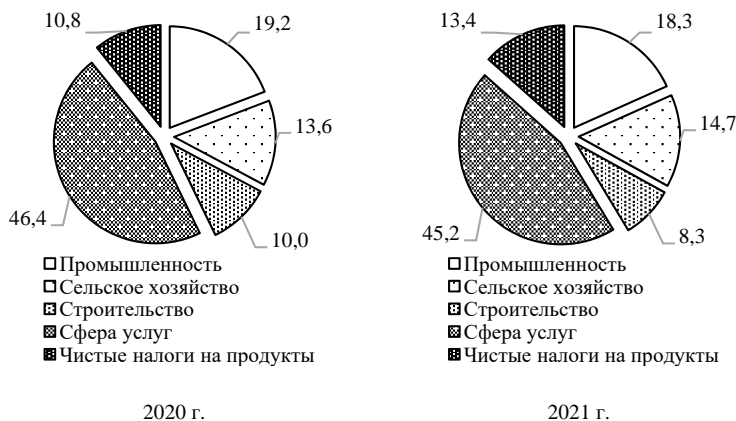 10,8
19,2
13,6
10,0
46,4
Промышленность
Сельское хозяйство
Строительство
Сфера услуг
Чистые налоги на продукты
2020 г.
13,4
18,3
14,7
8,3
45,2
Промышленность
Сельское хозяйство
Строительство
Сфера услуг
Чистые налоги на продукты
2021 г.